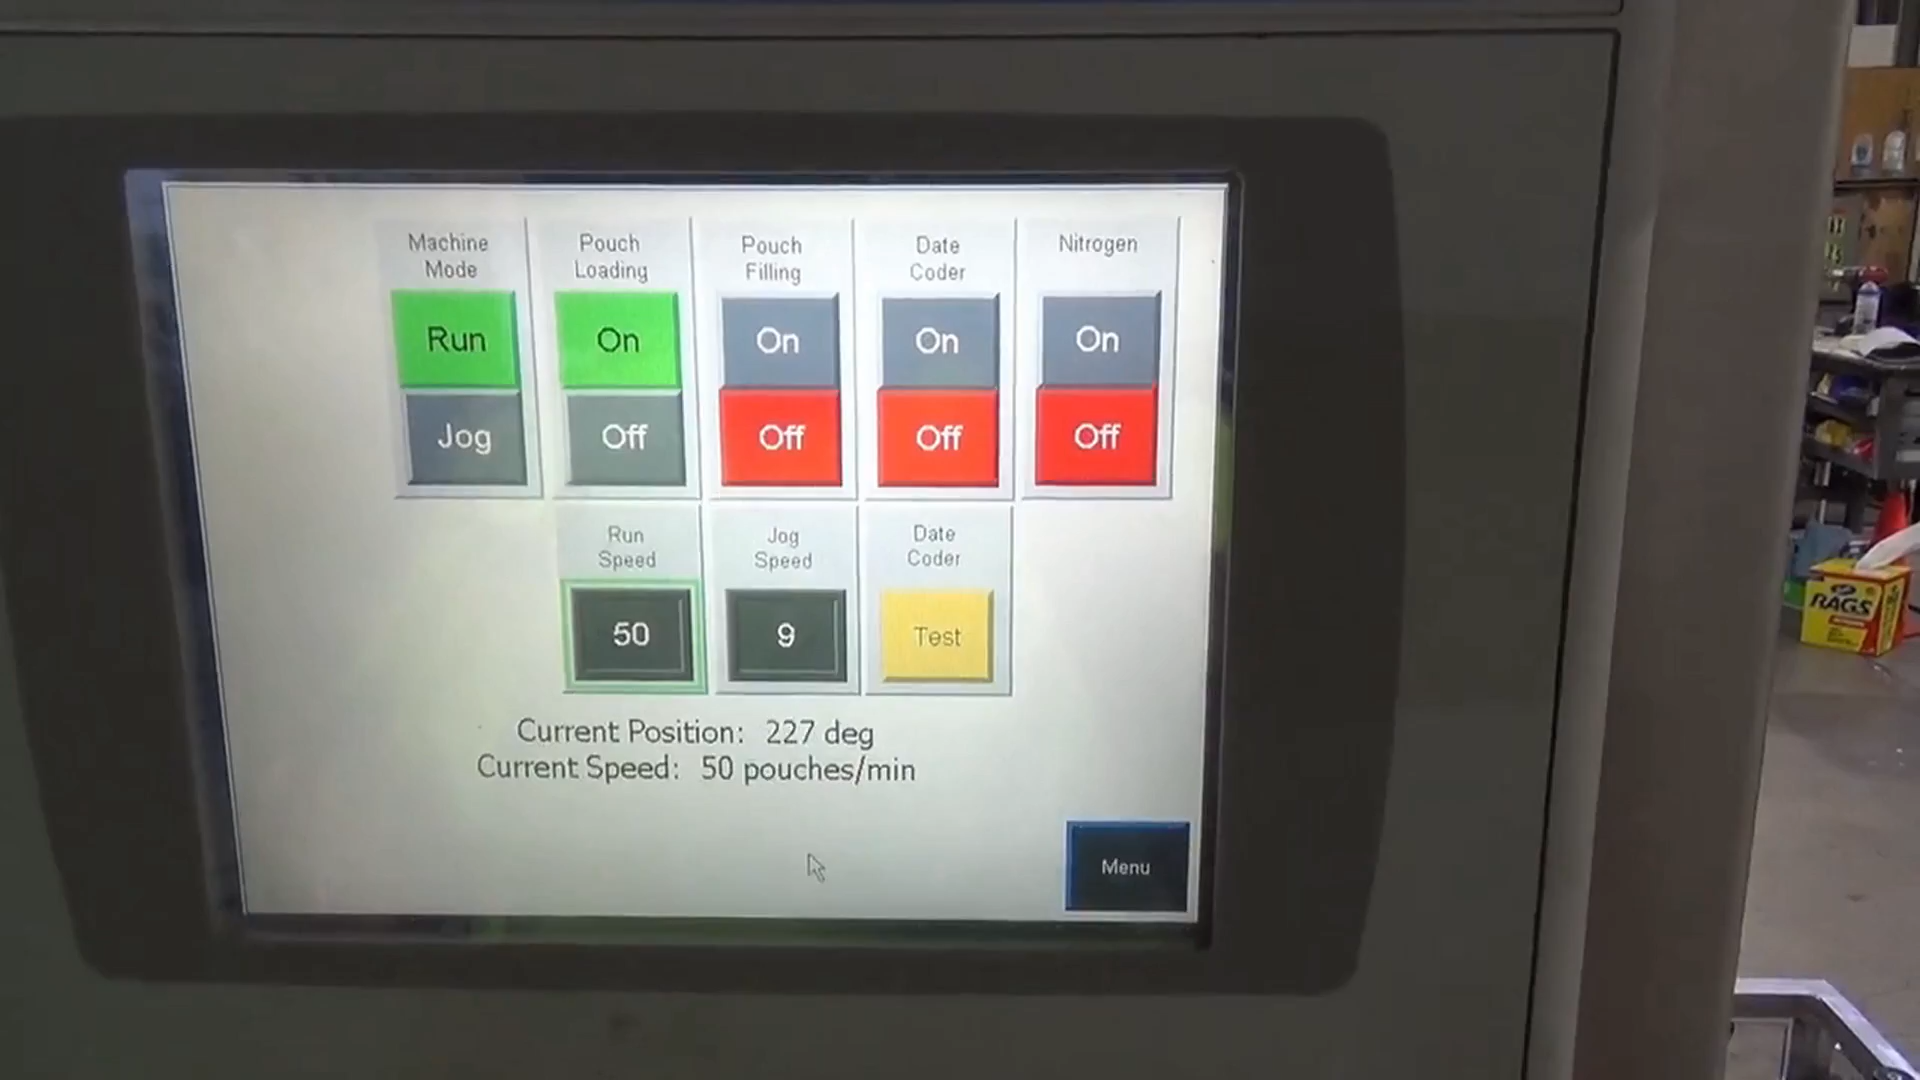 Machine Mode
Pouch Loading
Pouch Filling
Date Coder
Nitrogen
Run
On
On
On
On
Jog
Off
Off
Off
Off
Run Speed
Jog Speed
Date Coder
50
9
Test
Current Position: 227 deg
Current Speed: 50 pouches/min
Menu
RAGS